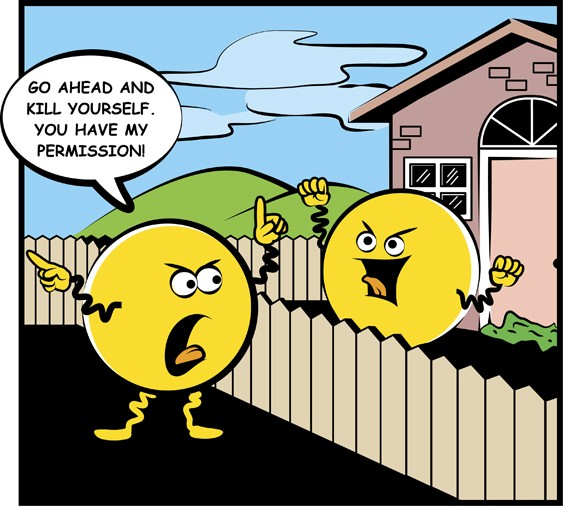 GO AHEAD AND
KILL YOURSELF.
YOU HAVE MY
PERMISSION!